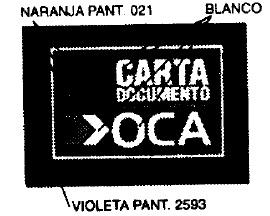 NARANJA PANT. 021 BLANCO
CARTA
DOCUMENTO
OCA
VIOLETA PANT. 2593